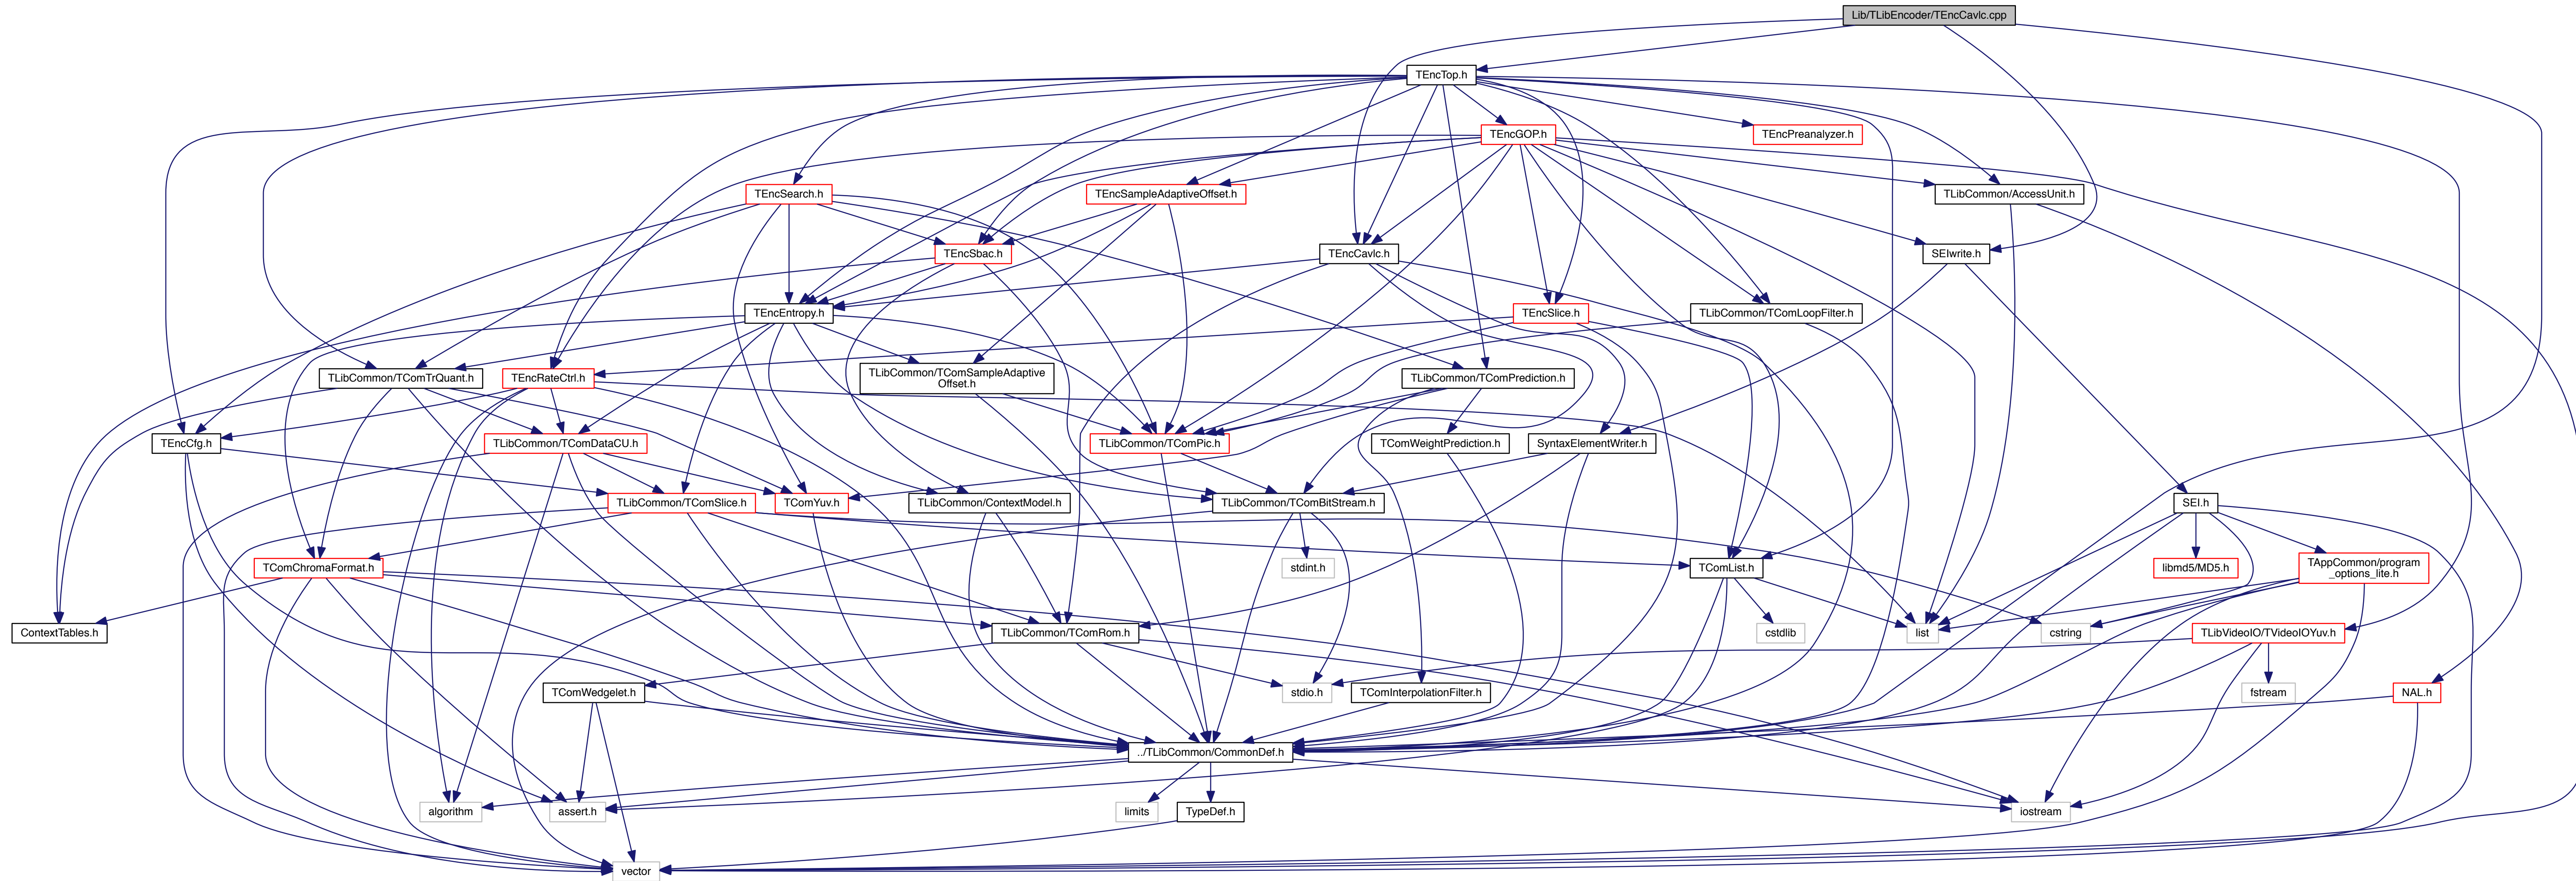 Lib/TLibEncoder/TEncCavlc.cpp
TEncTop.h
TEncGOP.h
TEncPreanalyzer.h
TEncSearch.h
TEncSampleAdaptiveOffset.h
TLibCommon/AccessUnit.h
TEncSbac.h
TEncCavlc.h
SEIwrite.h
TEncEntropy.h
TEncSlice.h
TLibCommon/TComLoopFilter.h
TLibCommon/TComTrQuant.h
TEncRateCtrl.h
TLibCommon/TComSampleAdaptive
Offset.h
TLibCommon/TComPrediction.h
TEncCfg.h
TLibCommon/TComDataCU.h
TLibCommon/TComPic.h
TComWeightPrediction.h
SyntaxElementWriter.h
TLibCommon/TComSlice.h
TComYuv.h
TLibCommon/ContextModel.h
TLibCommon/TComBitStream.h
SEI.h
TComChromaFormat.h
stdint.h
TComList.h
libmd5/MD5.h
TAppCommon/program
_options_lite.h
ContextTables.h
TLibCommon/TComRom.h
cstdlib
list
cstring
TLibVideoIO/TVideoIOYuv.h
TComWedgelet.h
stdio.h
TComInterpolationFilter.h
fstream
NAL.h
../TLibCommon/CommonDef.h
algorithm
assert.h
limits
TypeDef.h
iostream
vector